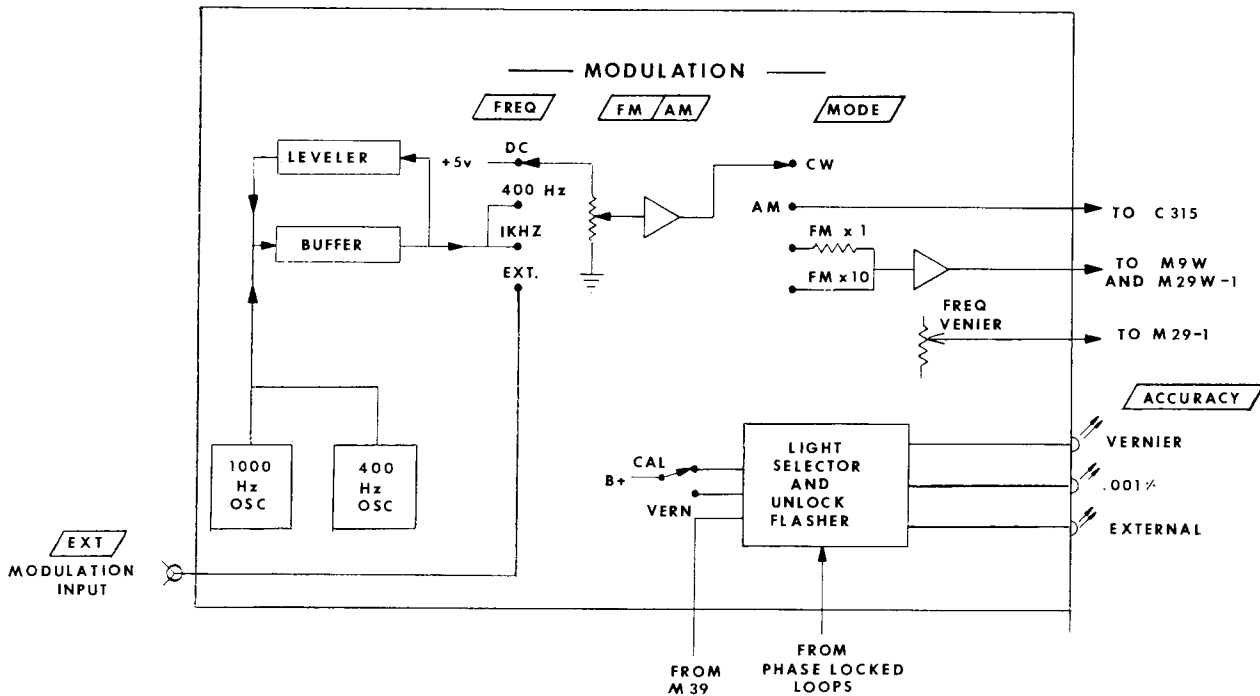 MODULATION
FREQ
FM AM
MODE
LEVELER
+5v
DC
CW
400 Hz
AM
TO C315
BUFFER
1KHZ
FM x 1
EXT.
FM x10
TO M9W
AND M29W-1
FREQ
VENIER
TO M29-1
ACCURACY
1000
Hz
OSC
400
Hz
OSC
B+
CAL
VERN
LIGHT
SELECTOR
AND
UNLOCK
FLASHER
VERNIER
.001%
EXTERNAL
EXT
MODULATION
INPUT
FROM
M39
FROM
PHASE LOCKED
LOOPS